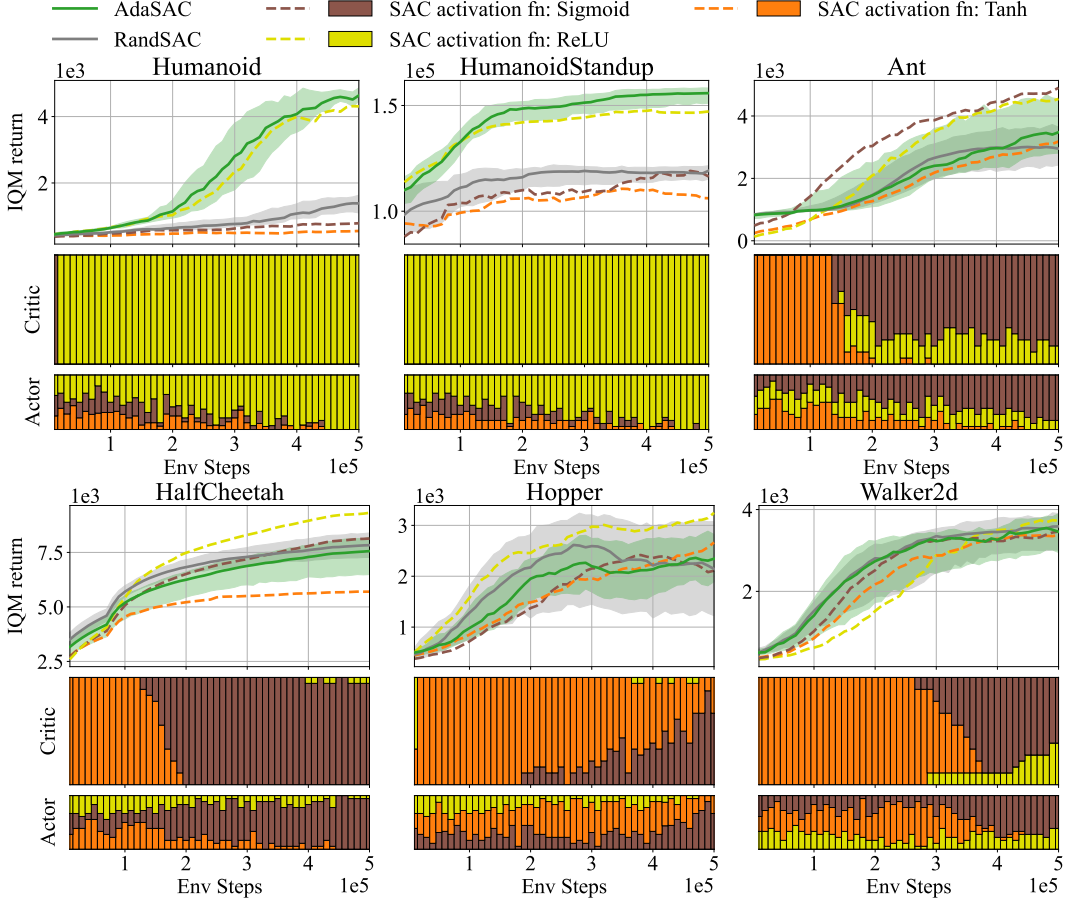 AdaSAC SAC activation fn: Sigmoid SAC activation fn: Tanh
RandSAC SAC activation fn: ReLU
1e3 Humanoid 1e5 HumanoidStandup 1e3 Ant
IQM return
4
2
1.5
1.0
4
2
0
Critic
Actor
1 2 3 4 5 1 2 3 4 5 1 2 3 4 5
Env Steps 1e5 Env Steps 1e5 Env Steps 1e5
1e3 HalfCheetah 1e3 Hopper 1e3 Walker2d
IQM return
7.5
5.0
2.5
3
2
1
4
2
Critic
Actor
1 2 3 4 5 1 2 3 4 5 1 2 3 4 5
Env Steps 1e5 Env Steps 1e5 Env Steps 1e5